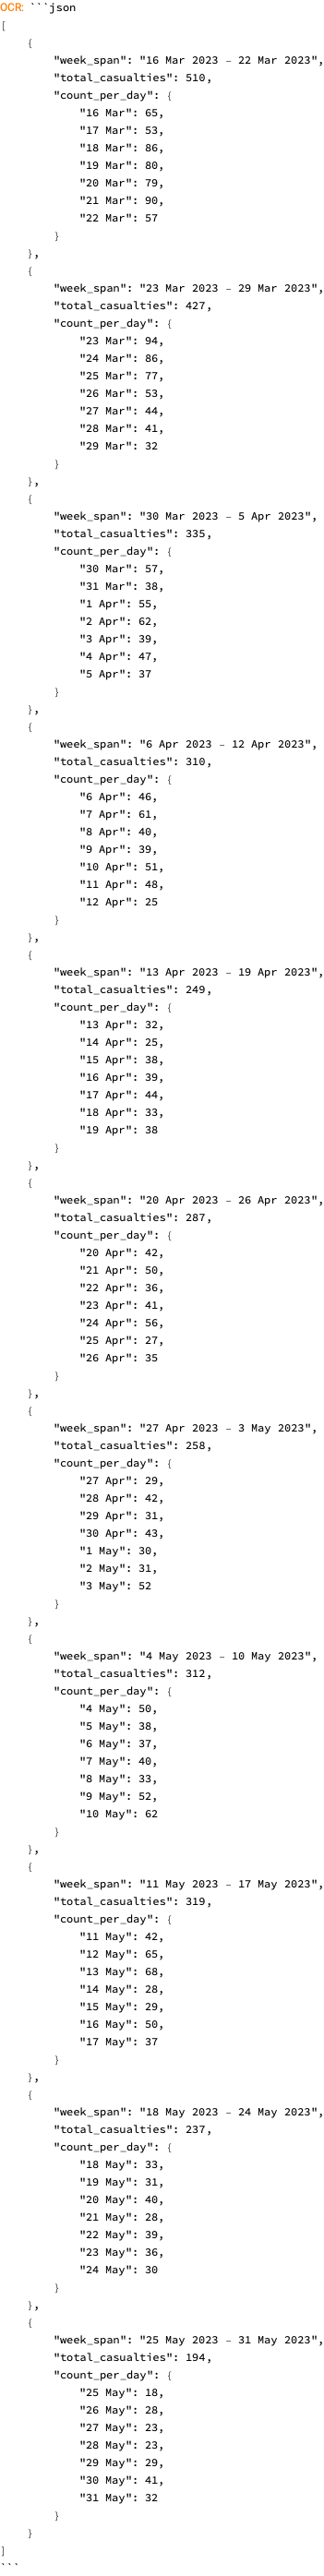 OCR: ```json
[
    {
        "week_span": "16 Mar 2023 – 22 Mar 2023",
        "total_casualties": 510,
        "count_per_day": {
            "16 Mar": 65,
            "17 Mar": 53,
            "18 Mar": 86,
            "19 Mar": 80,
            "20 Mar": 79,
            "21 Mar": 90,
            "22 Mar": 57
        }
    },
    {
        "week_span": "23 Mar 2023 – 29 Mar 2023",
        "total_casualties": 427,
        "count_per_day": {
            "23 Mar": 94,
            "24 Mar": 86,
            "25 Mar": 77,
            "26 Mar": 53,
            "27 Mar": 44,
            "28 Mar": 41,
            "29 Mar": 32
        }
    },
    {
        "week_span": "30 Mar 2023 – 5 Apr 2023",
        "total_casualties": 335,
        "count_per_day": {
            "30 Mar": 57,
            "31 Mar": 38,
            "1 Apr": 55,
            "2 Apr": 62,
            "3 Apr": 39,
            "4 Apr": 47,
            "5 Apr": 37
        }
    },
    {
        "week_span": "6 Apr 2023 – 12 Apr 2023",
        "total_casualties": 310,
        "count_per_day": {
            "6 Apr": 46,
            "7 Apr": 61,
            "8 Apr": 40,
            "9 Apr": 39,
            "10 Apr": 51,
            "11 Apr": 48,
            "12 Apr": 25
        }
    },
    {
        "week_span": "13 Apr 2023 – 19 Apr 2023",
        "total_casualties": 249,
        "count_per_day": {
            "13 Apr": 32,
            "14 Apr": 25,
            "15 Apr": 38,
            "16 Apr": 39,
            "17 Apr": 44,
            "18 Apr": 33,
            "19 Apr": 38
        }
    },
    {
        "week_span": "20 Apr 2023 – 26 Apr 2023",
        "total_casualties": 287,
        "count_per_day": {
            "20 Apr": 42,
            "21 Apr": 50,
            "22 Apr": 36,
            "23 Apr": 41,
            "24 Apr": 56,
            "25 Apr": 27,
            "26 Apr": 35
        }
    },
    {
        "week_span": "27 Apr 2023 – 3 May 2023",
        "total_casualties": 258,
        "count_per_day": {
            "27 Apr": 29,
            "28 Apr": 42,
            "29 Apr": 31,
            "30 Apr": 43,
            "1 May": 30,
            "2 May": 31,
            "3 May": 52
        }
    },
    {
        "week_span": "4 May 2023 – 10 May 2023",
        "total_casualties": 312,
        "count_per_day": {
            "4 May": 50,
            "5 May": 38,
            "6 May": 37,
            "7 May": 40,
            "8 May": 33,
            "9 May": 52,
            "10 May": 62
        }
    },
    {
        "week_span": "11 May 2023 – 17 May 2023",
        "total_casualties": 319,
        "count_per_day": {
            "11 May": 42,
            "12 May": 65,
            "13 May": 68,
            "14 May": 28,
            "15 May": 29,
            "16 May": 50,
            "17 May": 37
        }
    },
    {
        "week_span": "18 May 2023 – 24 May 2023",
        "total_casualties": 237,
        "count_per_day": {
            "18 May": 33,
            "19 May": 31,
            "20 May": 40,
            "21 May": 28,
            "22 May": 39,
            "23 May": 36,
            "24 May": 30
        }
    },
    {
        "week_span": "25 May 2023 – 31 May 2023",
        "total_casualties": 194,
        "count_per_day": {
            "25 May": 18,
            "26 May": 28,
            "27 May": 23,
            "28 May": 23,
            "29 May": 29,
            "30 May": 41,
            "31 May": 32
        }
    }
]
```